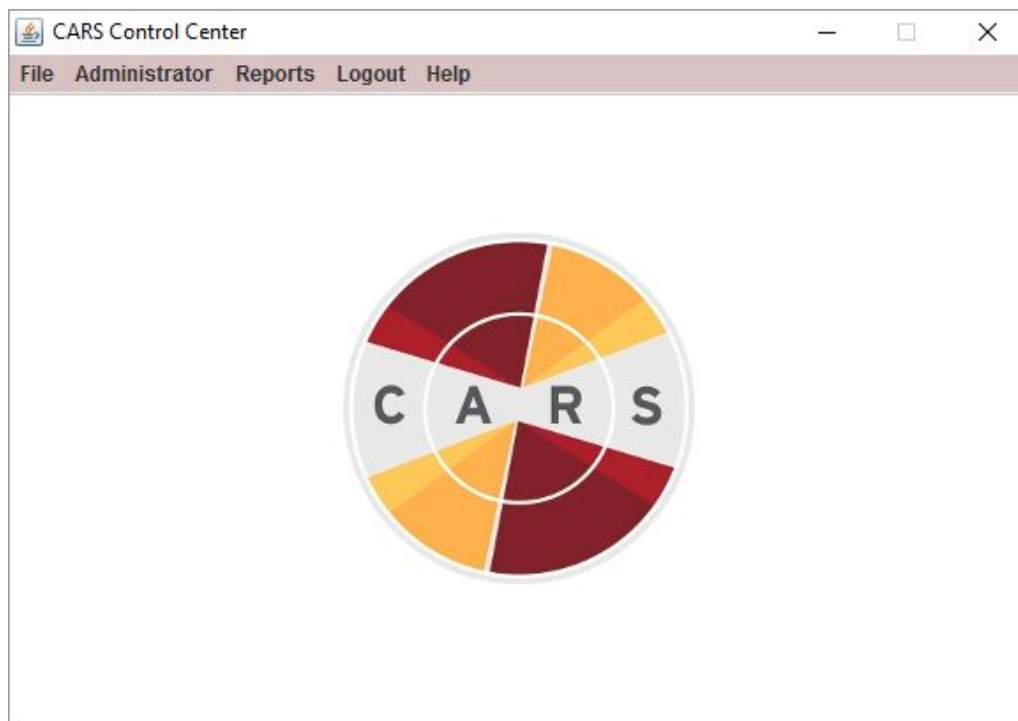 CARS Control Center
File Administrator Reports Logout Help
C A R S